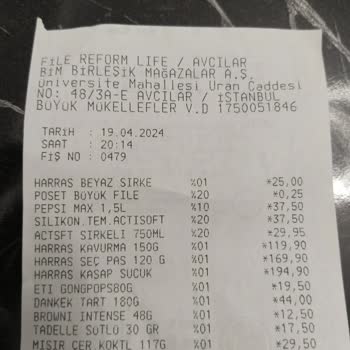 FİLE REFORM LIFE / AVCILAR
BİM BİRLEŞİK MAĞAZALAR A.Ş.
Üniversite Mahallesi Uran Caddesi
NO: 48/3A-E AVCILAR / İSTANBUL
BÜYÜK MÜKELLEFLER V.D 1750051846
TARİH : 19.04.2024
SAAT : 20:14
FİŞ NO : 0479
HARRAS BEYAZ SİRKE %01 *25,00
POŞET BÜYÜK FİLE %20 *0,25
PEPSI MAX 1,5L %10 *37,50
SİLİKON.TEM.ACTISOFT %20 *37,50
ACTSFT SİRKELİ 750ML %20 *29,95
HARRAS KAVURMA 150G %01 *119,90
HARRAS SEÇ PAS 120 G %01 *169,90
HARRAS KASAP SUCUK %01 *194,90
ETİ GONGPOPS80G %01 *19,50
DANKEK TART 180G %01 *44,00
BROWNI INTENSE 48G %01 *12,50
TADELLE SÜTLÜ 30 GR %01 *17,50
MISIR ÇER KOKTL 117G %01 *29,50